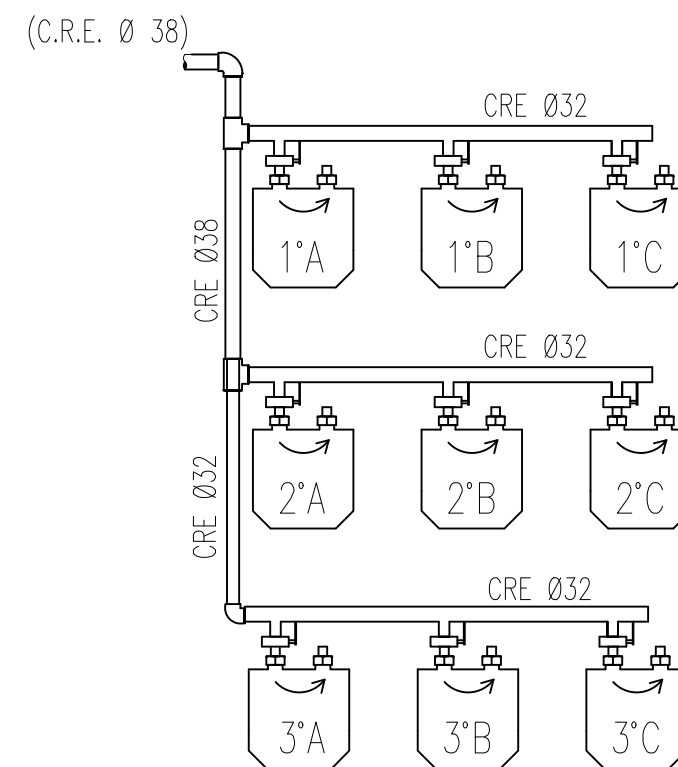 (C.R.E. Ø 38)
CRE Ø32
1°A 1°B 1°C
CRE Ø38
CRE Ø32
2°A 2°B 2°C
CRE Ø32
CRE Ø32
3°A 3°B 3°C